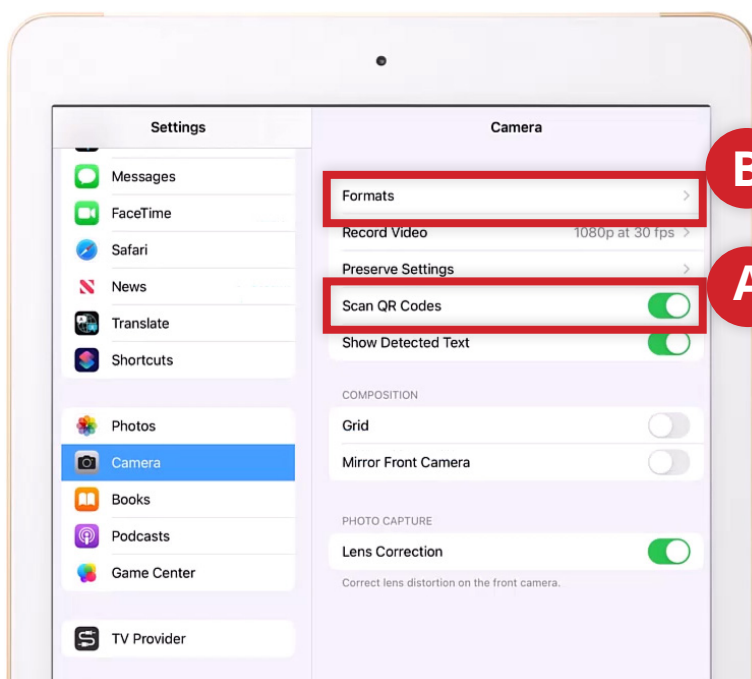 Settings
Camera
Messages
FaceTime
Safari
News
Translate
Shortcuts
Photos
Camera
Books
Podcasts
Game Center
TV Provider
Formats
Record Video 1080p at 30 fps
Preserve Settings
Scan QR Codes
Show Detected Text
COMPOSITION
Grid
Mirror Front Camera
PHOTO CAPTURE
Lens Correction
Correct lens distortion on the front camera.
B
A